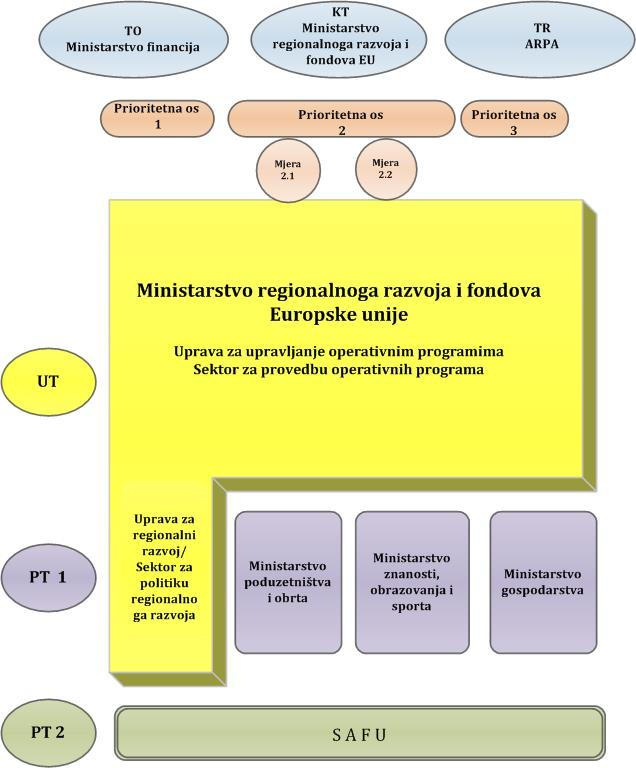 TO
Ministarstvo financija
KT
Ministarstvo
regionalnoga razvoja i
fondova EU
TR
ARPA
Prioritetna os
1
Prioritetna os
2
Prioritetna os
3
Mjera
2.1
Mjera
2.2
Ministarstvo regionalnoga razvoja i fondova
Europske unije
Uprava za upravljanje operativnim programima
Sektor za provedbu operativnih programa
UT
PT 1
Uprava za
regionalni
razvoj/
Sektor za
politiku
regionalno
ga razvoja
Ministarstvo
poduzetništva
i obrta
Ministarstvo
znanosti,
obrazovanja i
sporta
Ministarstvo
gospodarstva
PT 2
S A F U